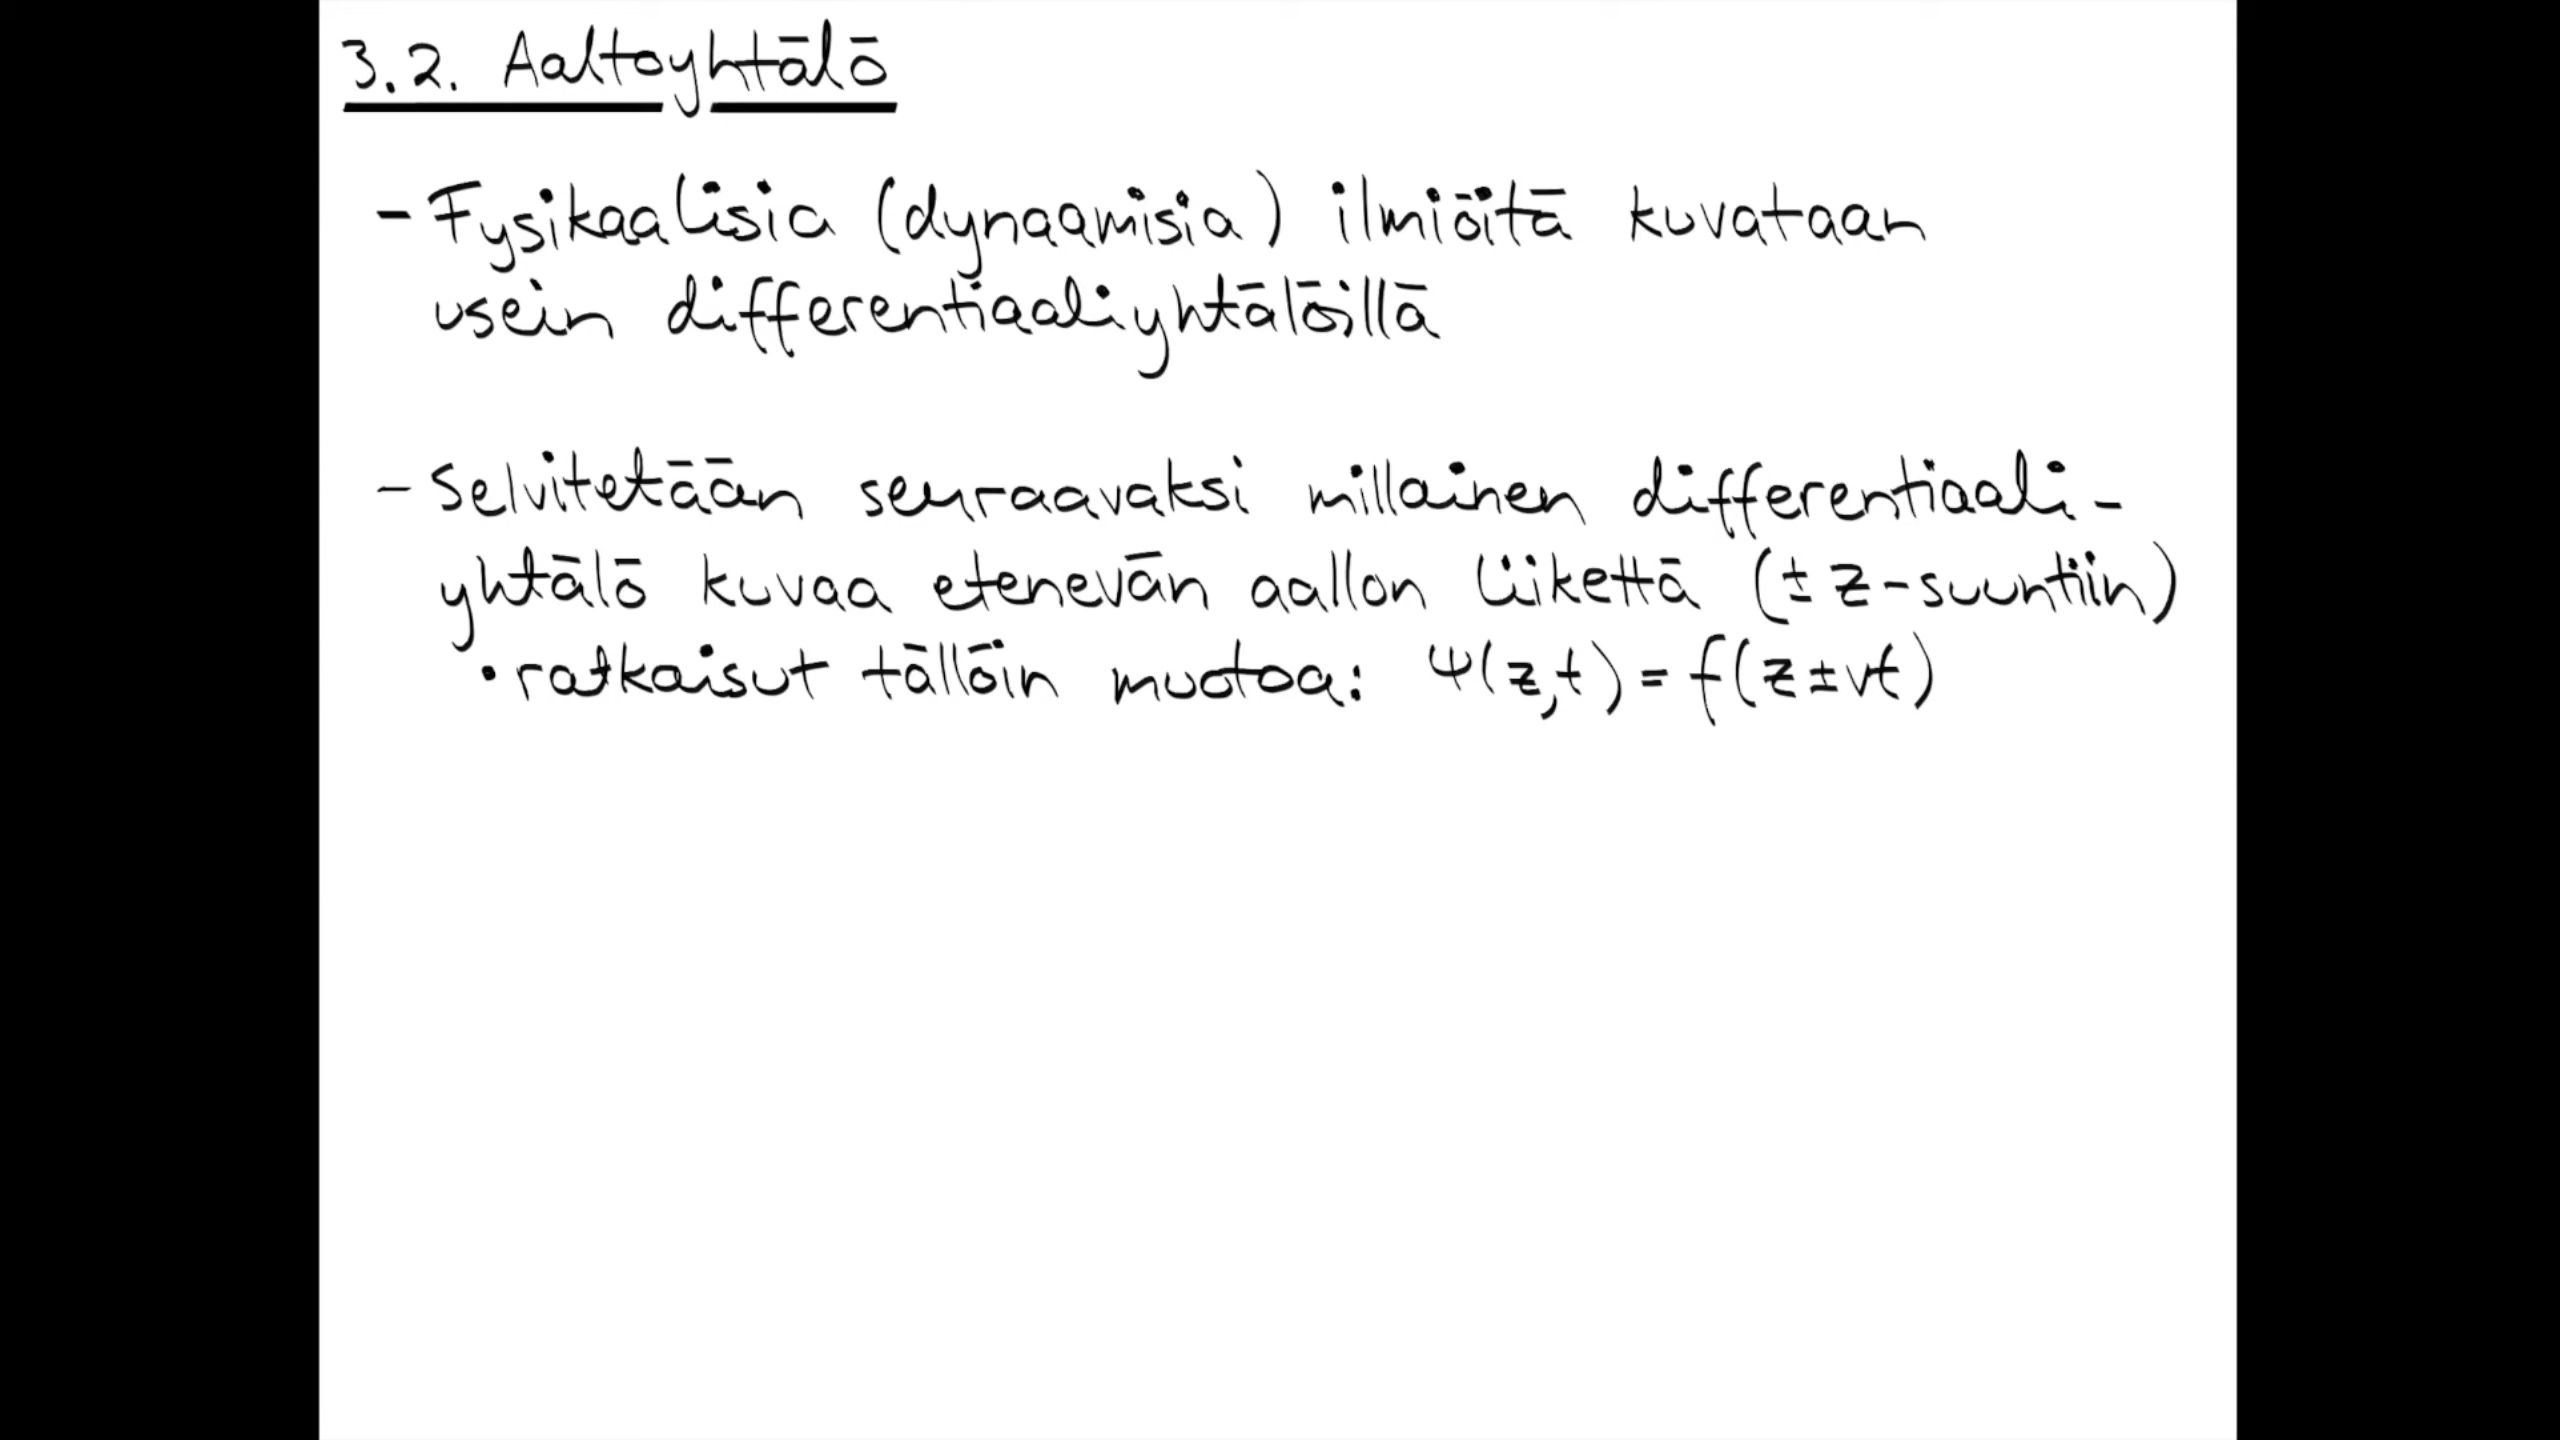 3.2. Aaltoyhtälö
- Fysikaalisia (dynaamisia) ilmiöitä kuvataan
usein differentiaaliyhtälöillä
- Selvitetään seuraavaksi millainen differentiaali-
yhtälö kuvaa etenevän aallon liikettä (± z-suuntiin)
• ratkaisut tällöin muotoa: Ψ(z,t) = f(z±vt)